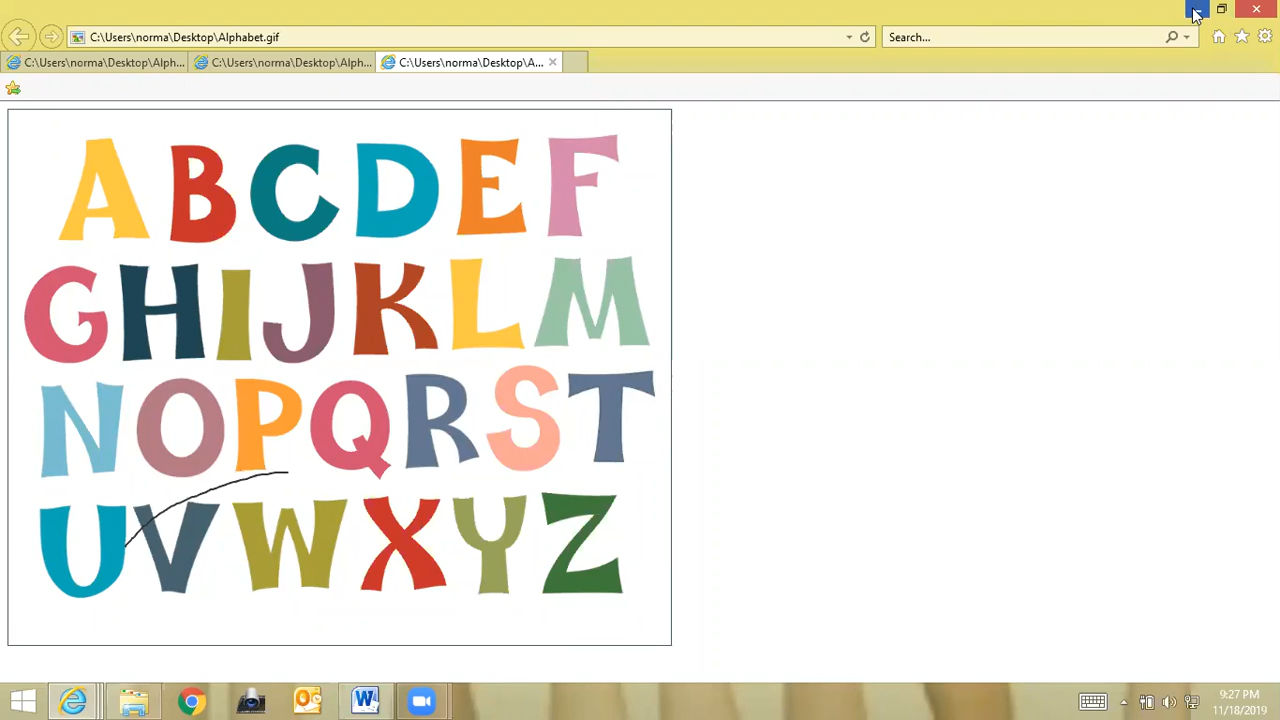 C:\Users\norma\Desktop\Alphabet.gif
Search...
C:\Users\norma\Desktop\Alph...
C:\Users\norma\Desktop\Alph...
C:\Users\norma\Desktop\A...
A B C D E F
G H I J K L M
N O P Q R S T
U V W X Y Z
9:27 PM
11/18/2019